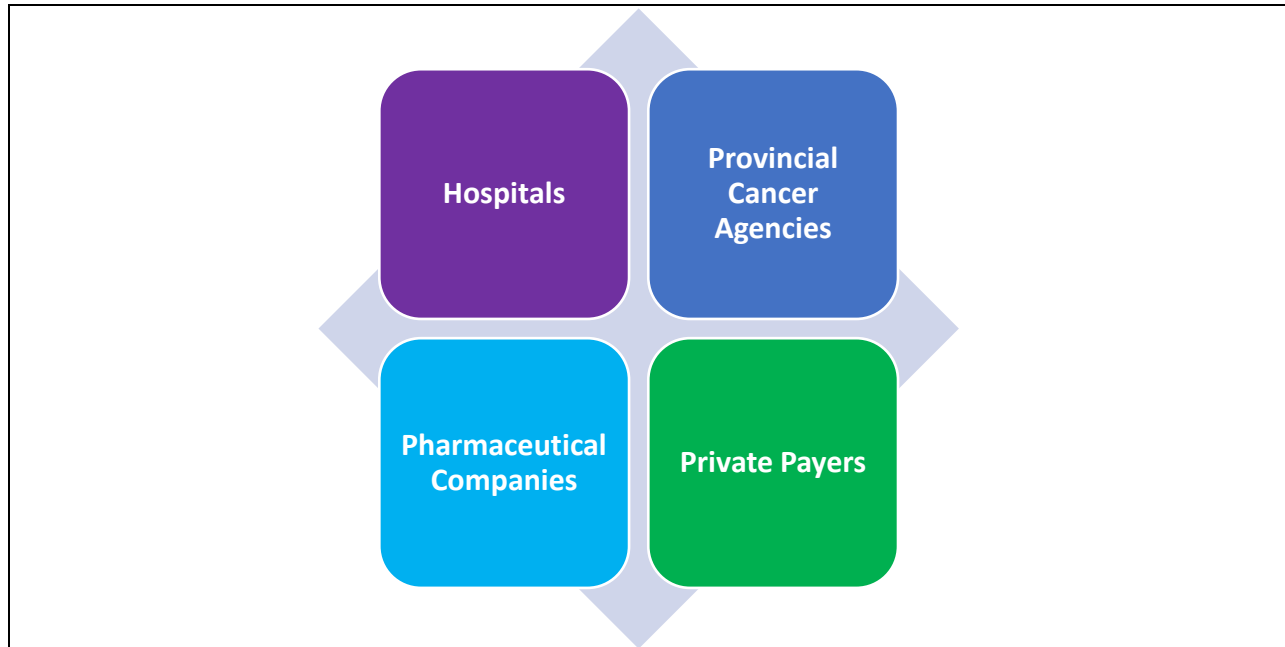 Hospitals
Provincial
Cancer
Agencies
Pharmaceutical
Companies
Private Payers